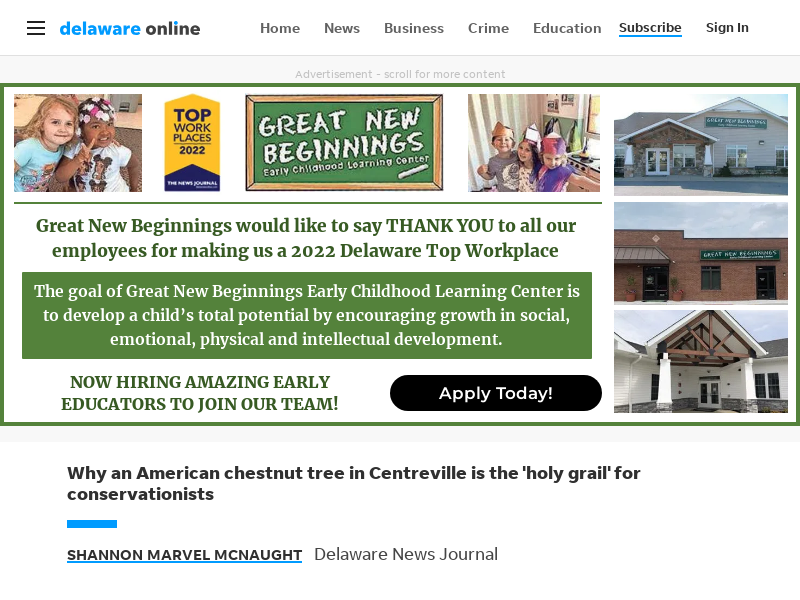 delaware online
Home News Business Crime Education Subscribe Sign In
Advertisement - scroll for more content
TOP
WORK
PLACES
2022
THE NEWS JOURNAL
GREAT NEW
BEGINNINGS
Early Childhood Learning Center
GREAT NEW BEGINNINGS
GREAT NEW BEGINNINGS
Great New Beginnings would like to say THANK YOU to all our
employees for making us a 2022 Delaware Top Workplace
The goal of Great New Beginnings Early Childhood Learning Center is
to develop a child’s total potential by encouraging growth in social,
emotional, physical and intellectual development.
NOW HIRING AMAZING EARLY
EDUCATORS TO JOIN OUR TEAM!
Apply Today!
Why an American chestnut tree in Centreville is the 'holy grail' for
conservationists
SHANNON MARVEL MCNAUGHT Delaware News Journal